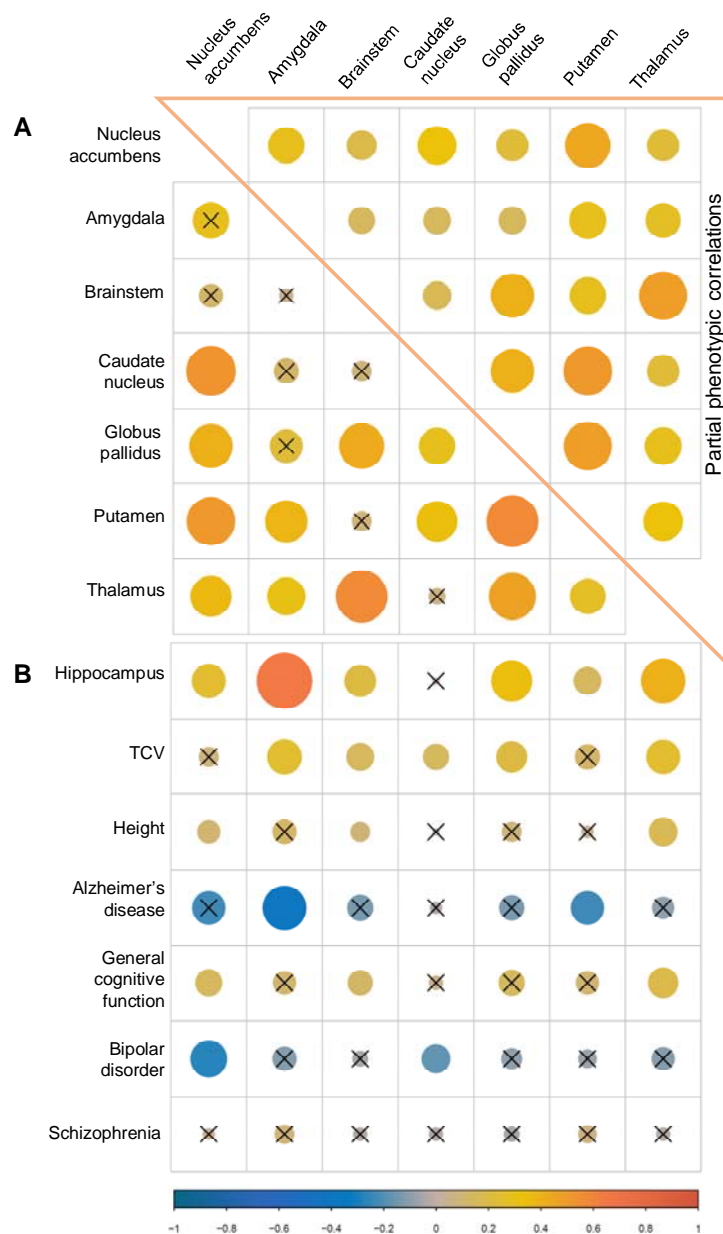 Nucleus
accumbens
Amygdala
Brainstem
Caudate
nucleus
Globus
pallidus
Putamen
Thalamus
A
Nucleus
accumbens
Amygdala
Brainstem
Caudate
nucleus
Globus
pallidus
Putamen
Thalamus
Partial phenotypic correlations
B
Hippocampus
TCV
Height
Alzheimer’s
disease
General
cognitive
function
Bipolar
disorder
Schizophrenia
−1 −0.8 −0.6 −0.4 −0.2 0 0.2 0.4 0.6 0.8 1